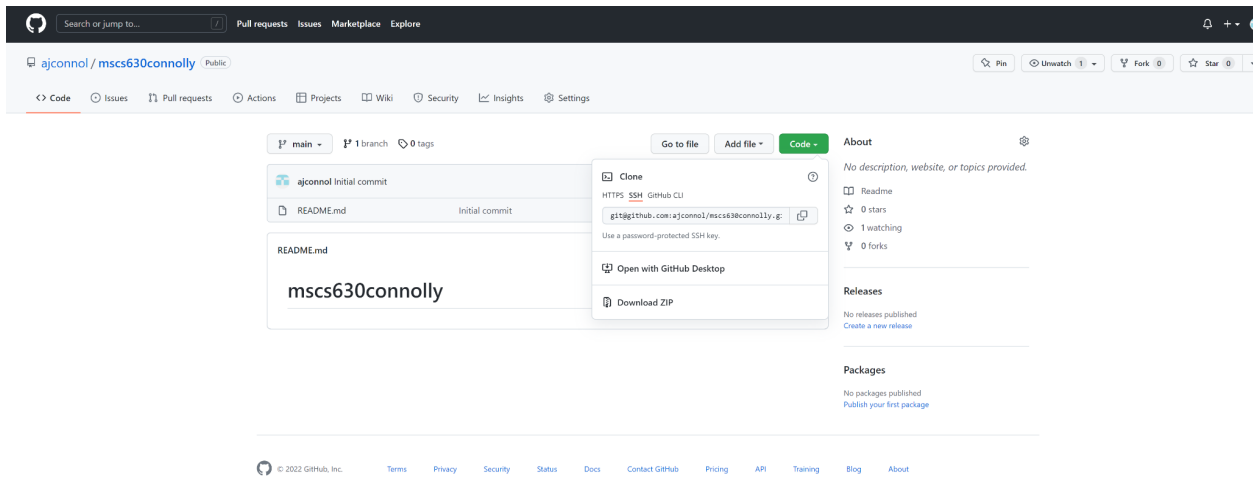 Search or jump to... / Pull requests Issues Marketplace Explore
ajconnol / mscs630connolly Public Pin Unwatch 1 Fork 0 Star 0
Code Issues Pull requests Actions Projects Wiki Security Insights Settings
main 1 branch 0 tags Go to file Add file Code
ajconnol Initial commit
README.md Initial commit
Clone
HTTPS SSH GitHub CLI
git@github.com:ajconnol/mscs630connolly.g
Use a password-protected SSH key.
Open with GitHub Desktop
Download ZIP
README.md
mscs630connolly
About
No description, website, or topics provided.
Readme
0 stars
1 watching
0 forks
Releases
No releases published
Create a new release
Packages
No packages published
Publish your first package
© 2022 GitHub, Inc. Terms Privacy Security Status Docs Contact GitHub Pricing API Training Blog About